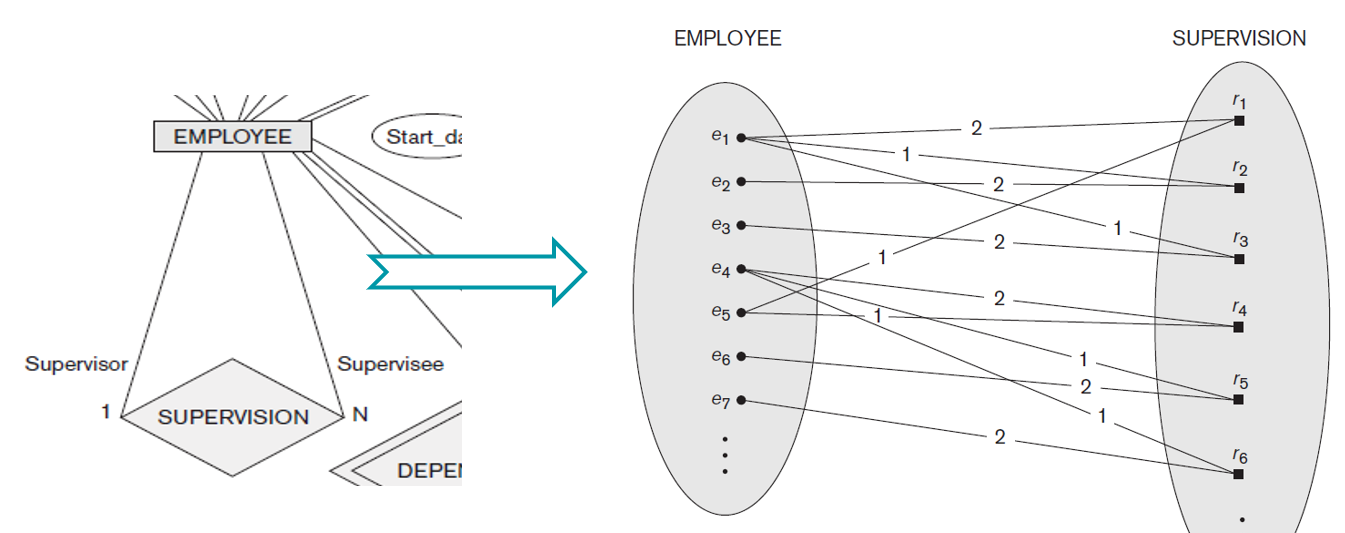 EMPLOYEE
Start_da
Supervisor
Supervisee
1
SUPERVISION
N
DEPE
EMPLOYEE
SUPERVISION
e1
e2
e3
e4
e5
e6
e7
2
1
2
1
2
1
2
1
1
2
1
2
r1
r2
r3
r4
r5
r6